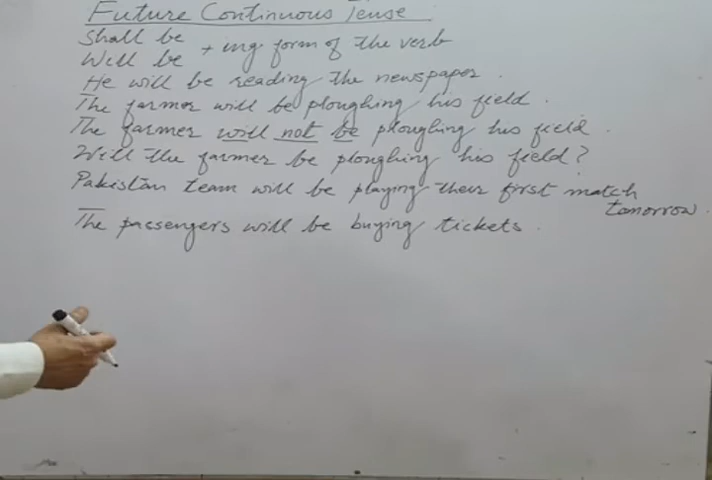 Future Continuous Tense
Shall be
Will be + ing form of the verb
He will be reading the newspaper.
The farmer will be ploughing his field.
The farmer will not be ploughing his field.
Will the farmer be ploughing his field?
Pakistan team will be playing their first match
tomorrow.
The passengers will be buying tickets.